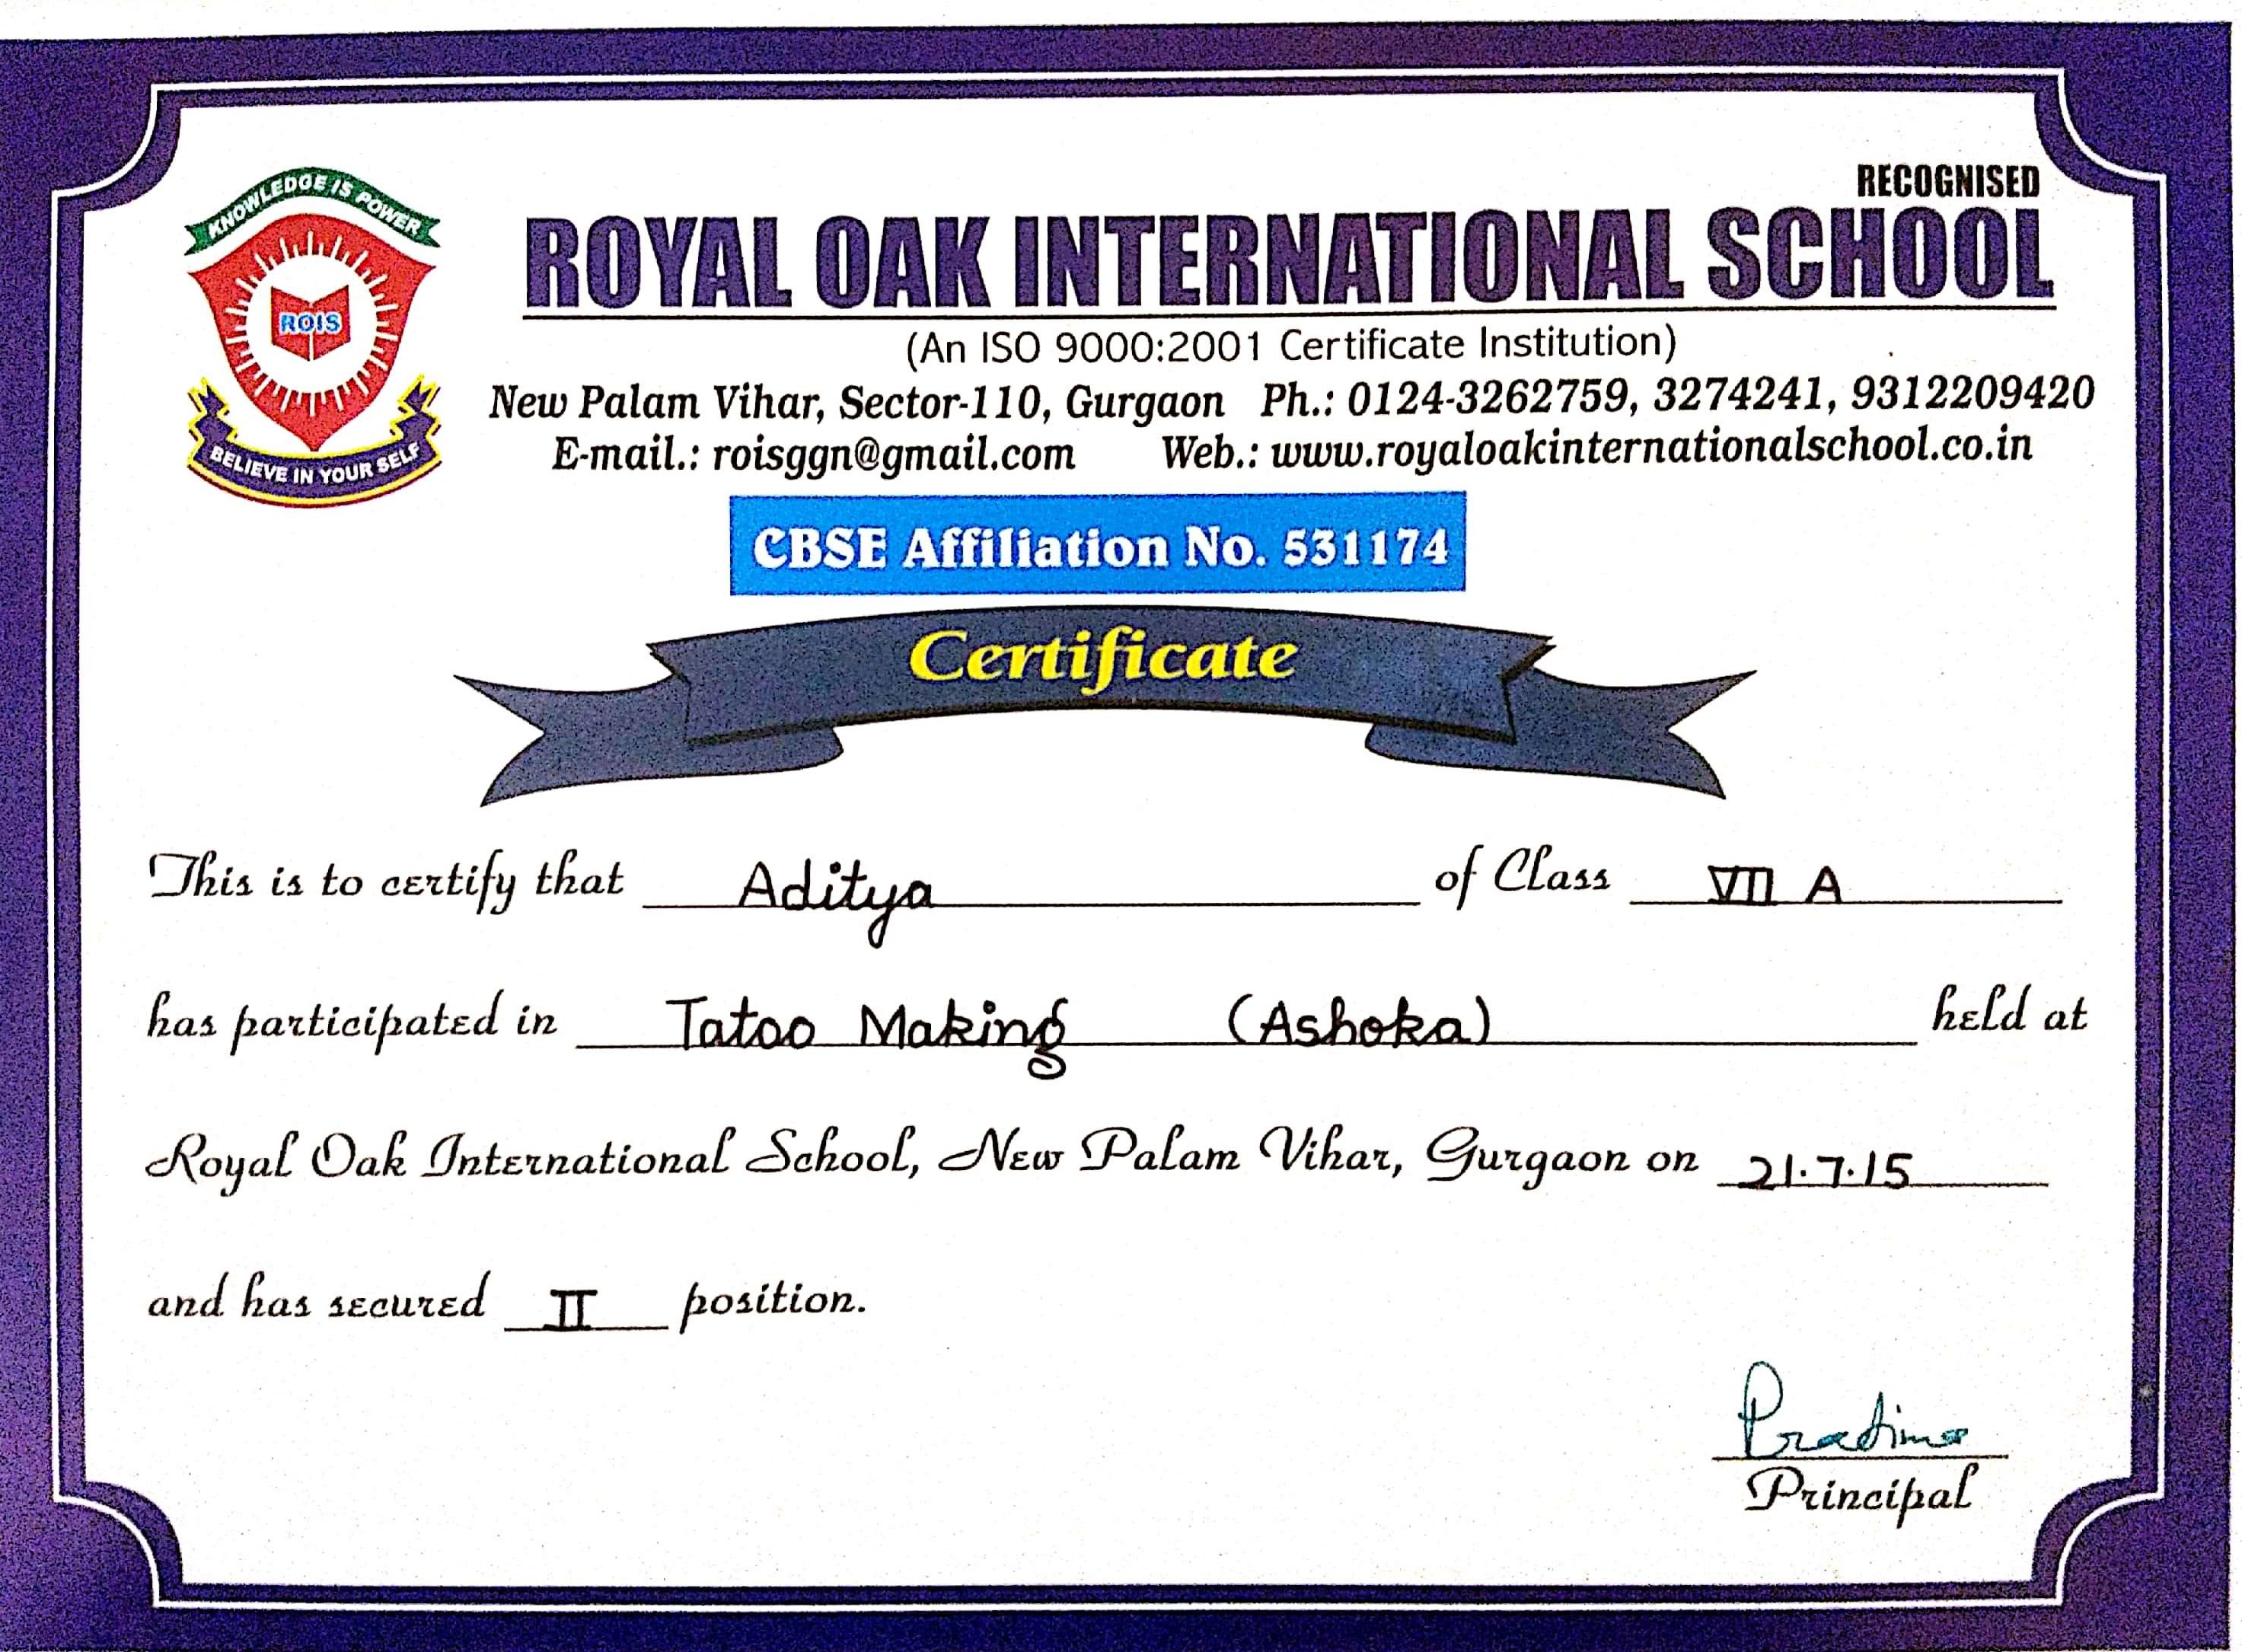 KNOWLEDGE IS POWER
ROIS
BELIEVE IN YOUR SELF
RECOGNISED
ROYAL OAK INTERNATIONAL SCHOOL
(An ISO 9000:2001 Certificate Institution)
New Palam Vihar, Sector-110, Gurgaon Ph.: 0124-3262759, 3274241, 9312209420
E-mail.: roisggn@gmail.com Web.: www.royaloakinternationalschool.co.in
CBSE Affiliation No. 531174
Certificate
This is to certify that Aditya of Class VII A
has participated in Tatoo Making (Ashoka) held at
Royal Oak International School, New Palam Vihar, Gurgaon on 21.7.15
and has secured II position.
Pratima
Principal